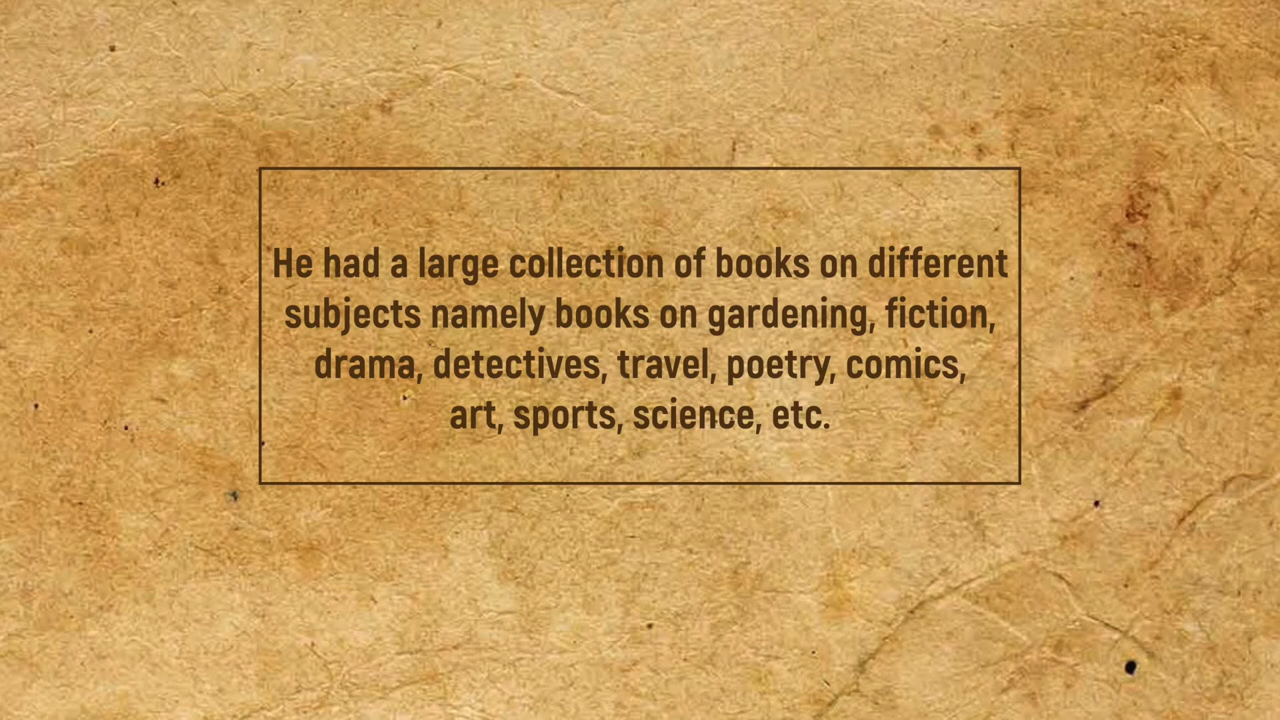 He had a large collection of books on different
subjects namely books on gardening, fiction,
drama, detectives, travel, poetry, comics,
art, sports, science, etc.